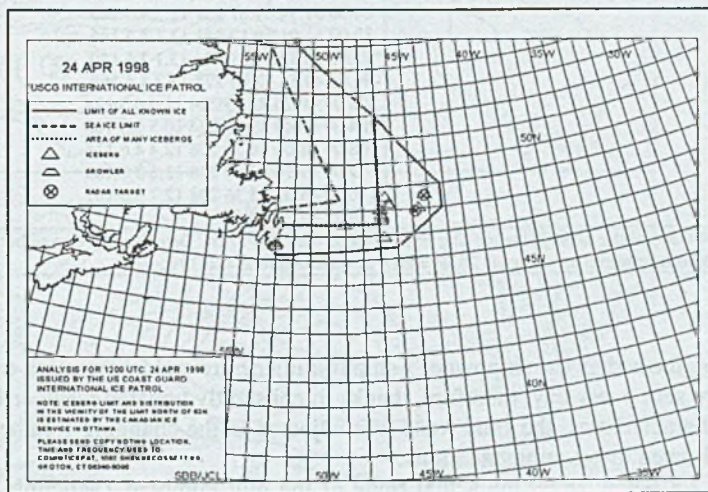 55W 50W 45W 40W 35W 30W
24 APR 1998
USCG INTERNATIONAL ICE PATROL
LIMIT OF ALL KNOWN ICE
SEA ICE LIMIT
AREA OF MANY ICEBERGS
ICEBERG
GROWLER
RADAR TARGET
50N
45N
55W
ANALYSIS FOR 1200 UTC 24 APR 1998
ISSUED BY THE US COAST GUARD
INTERNATIONAL ICE PATROL
NOTE: ICEBERG LIMIT AND DISTRIBUTION
IN THE VICINITY OF THE LIMIT NORTH OF 52N
IS ESTIMATED BY THE CANADIAN ICE
SERVICE IN OTTAWA
PLEASE SEND COPY NOTING LOCATION,
TIME AND FREQUENCY USED TO
GROTON, CT
40N
SDB/JCL
50W 45W 40W 35W